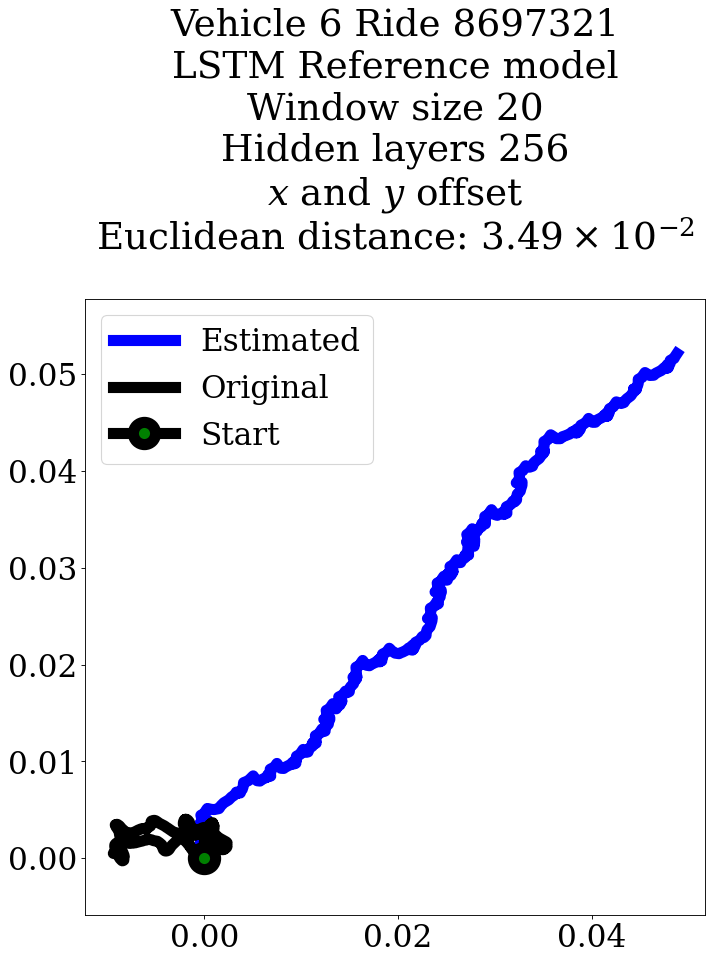 Vehicle 6 Ride 8697321
LSTM Reference model
Window size 20
Hidden layers 256
x and y offset
Euclidean distance: 3.49 × 10⁻²
Estimated
Original
Start
0.05
0.04
0.03
0.02
0.01
0.00
0.00 0.02 0.04